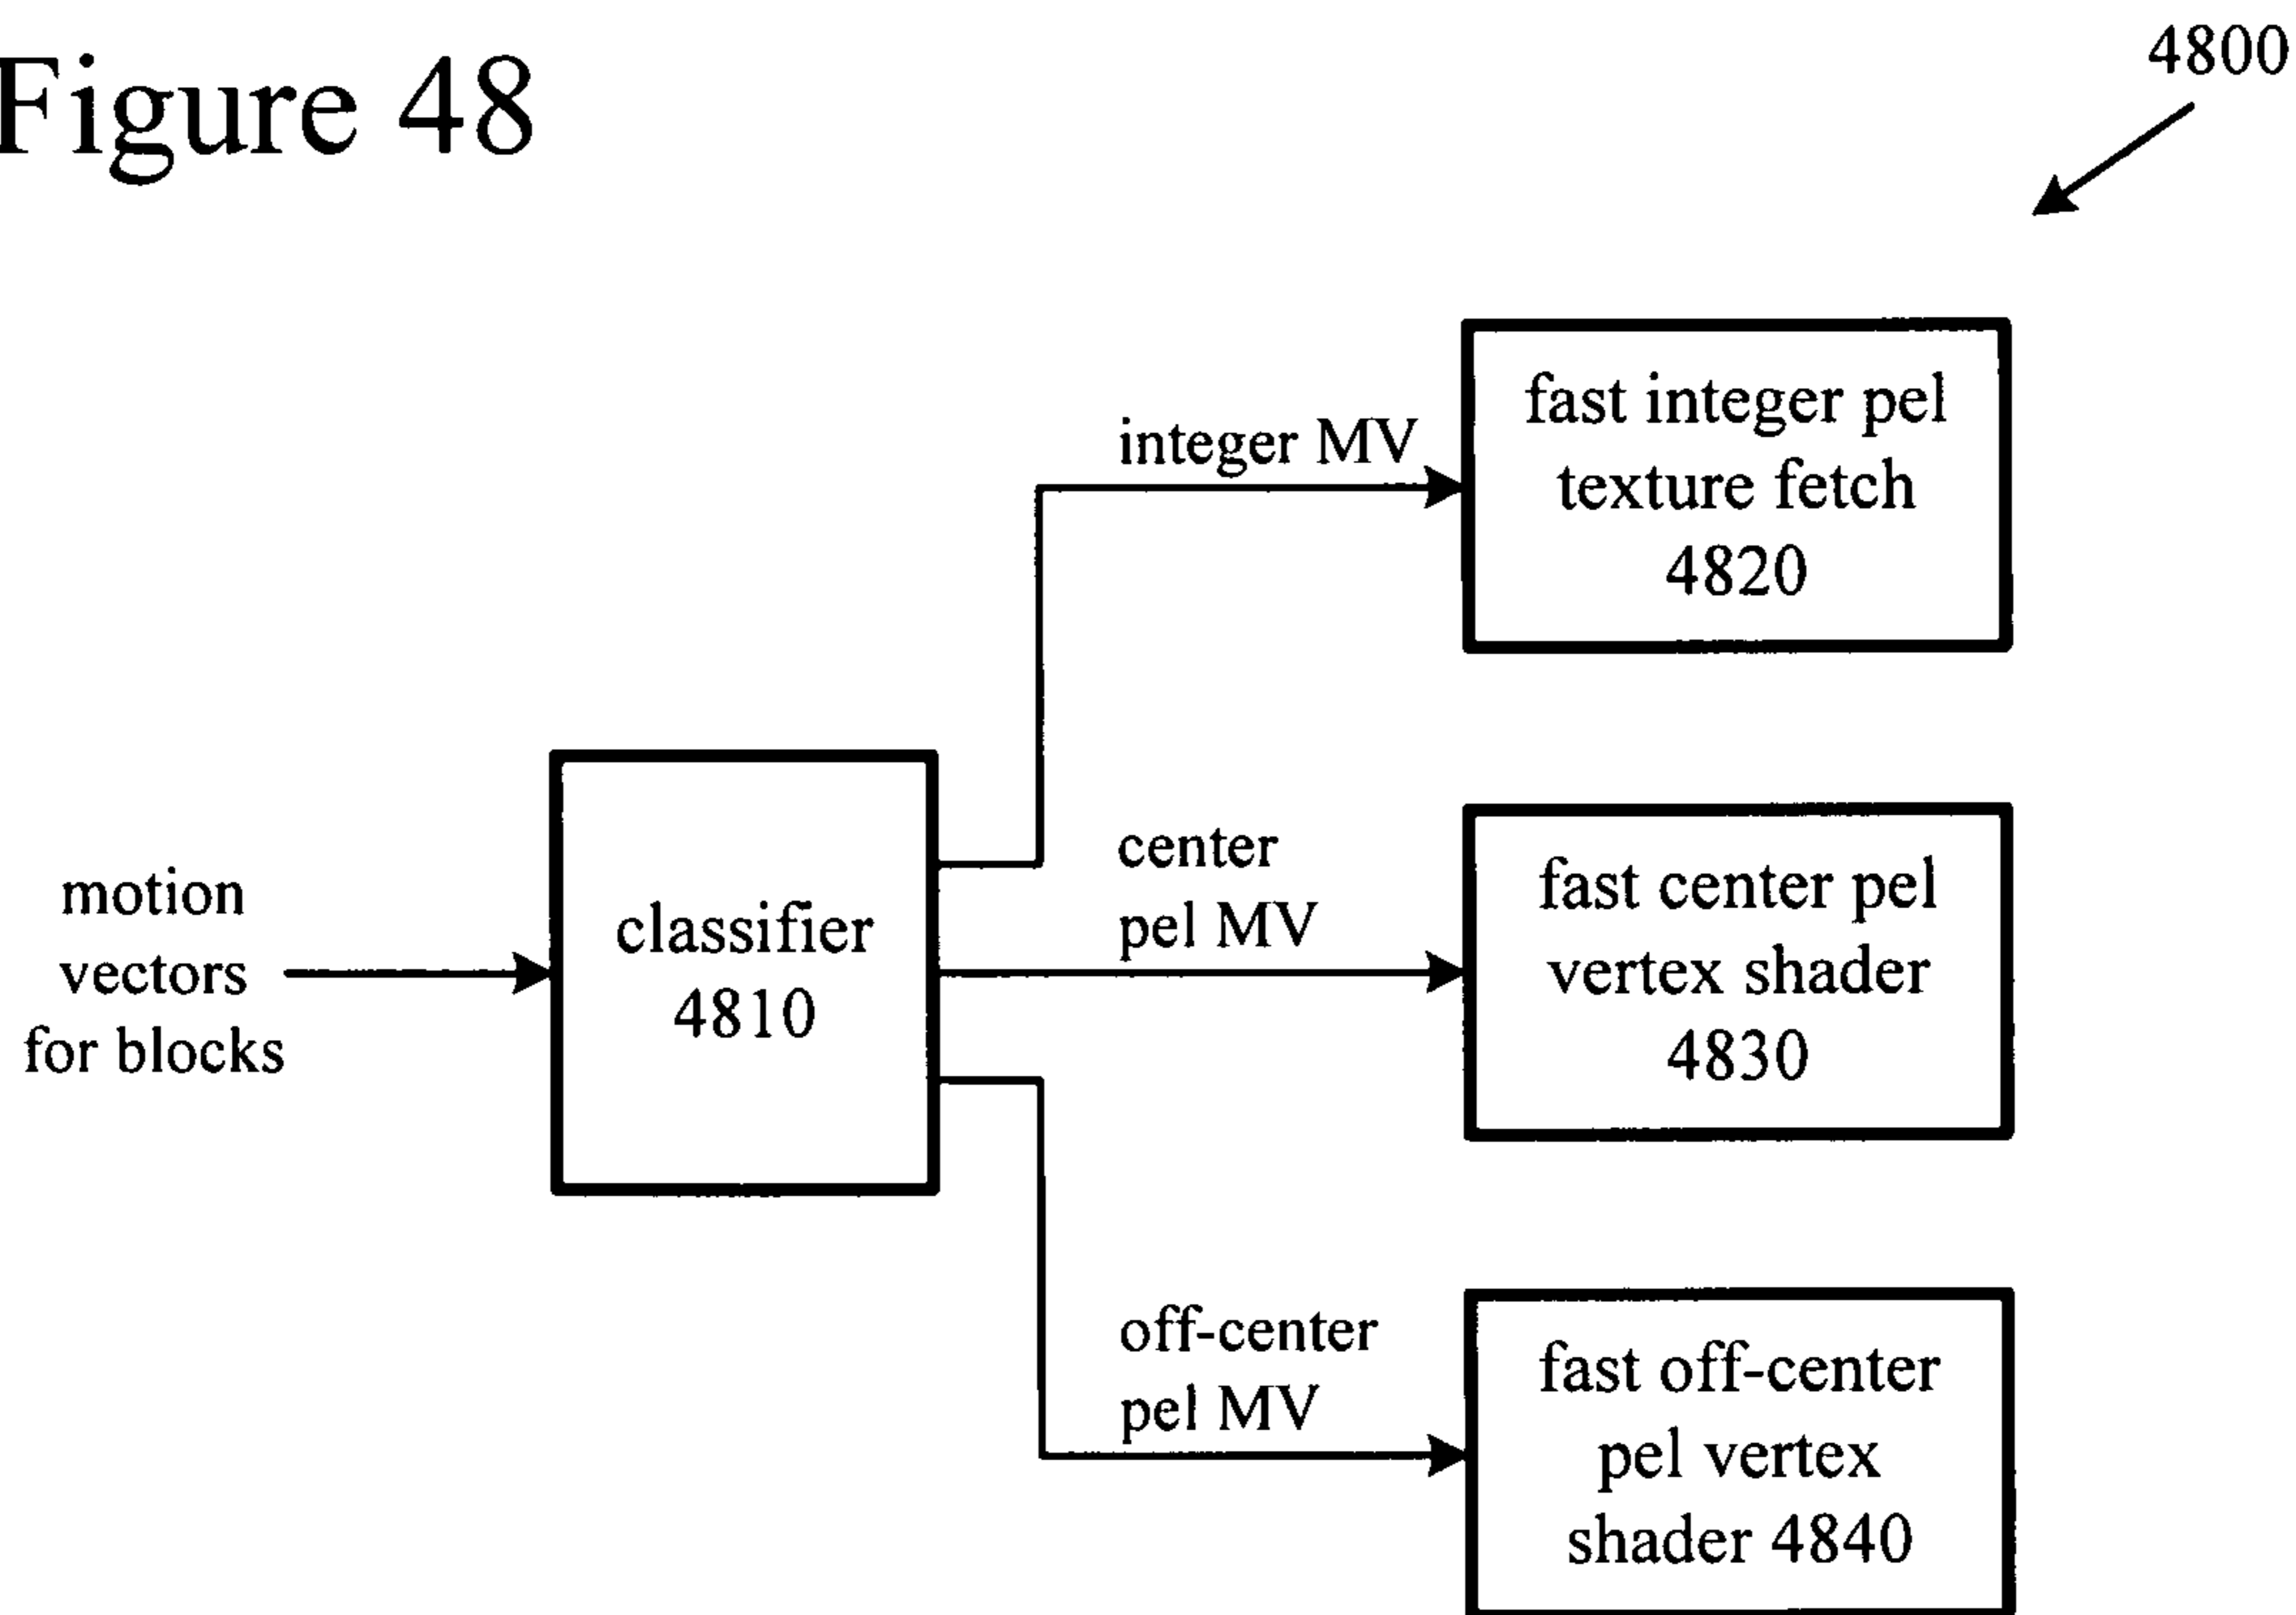 Figure 48
4800
integer MV
fast integer pel
texture fetch
4820
motion
vectors
for blocks
classifier
4810
center
pel MV
fast center pel
vertex shader
4830
off-center
pel MV
fast off-center
pel vertex
shader 4840